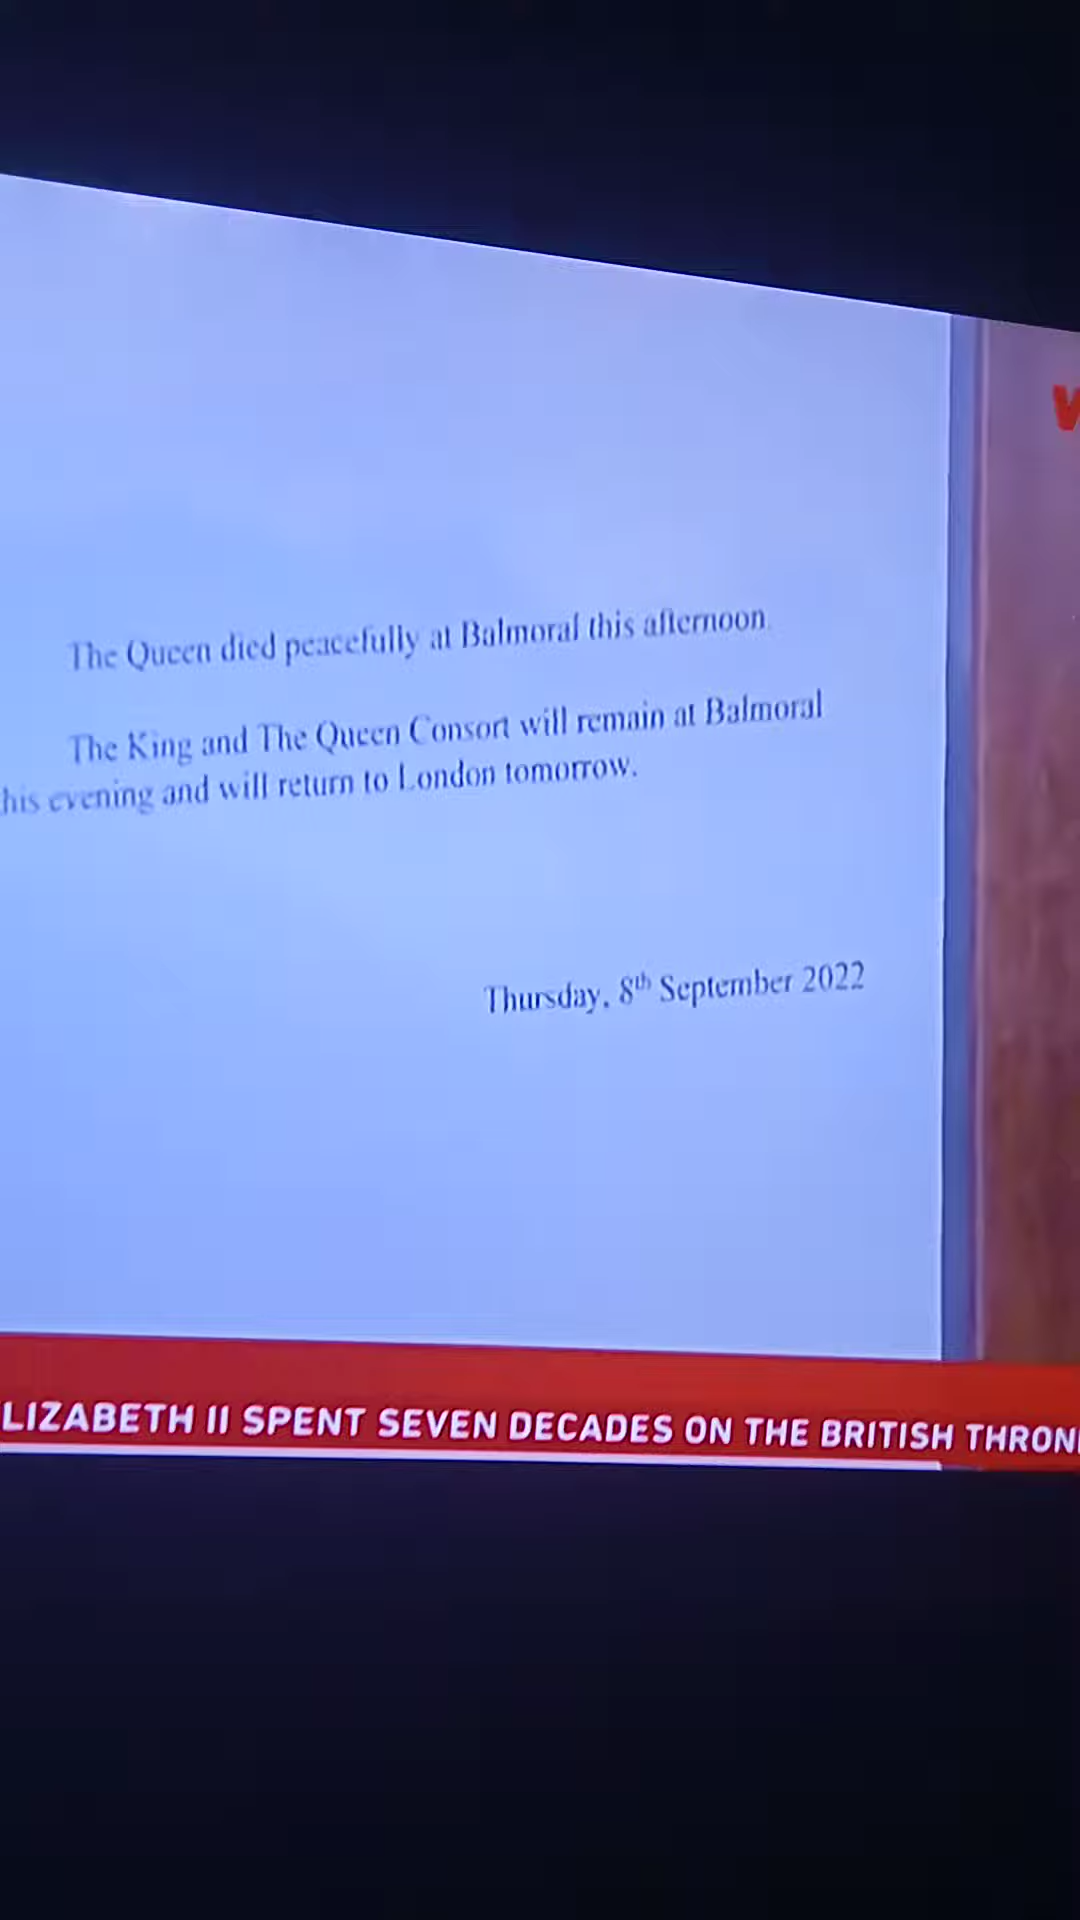 The Queen died peacefully at Balmoral this afternoon.
The King and The Queen Consort will remain at Balmoral
his evening and will return to London tomorrow.
Thursday, 8th September 2022
LIZABETH II SPENT SEVEN DECADES ON THE BRITISH THRON